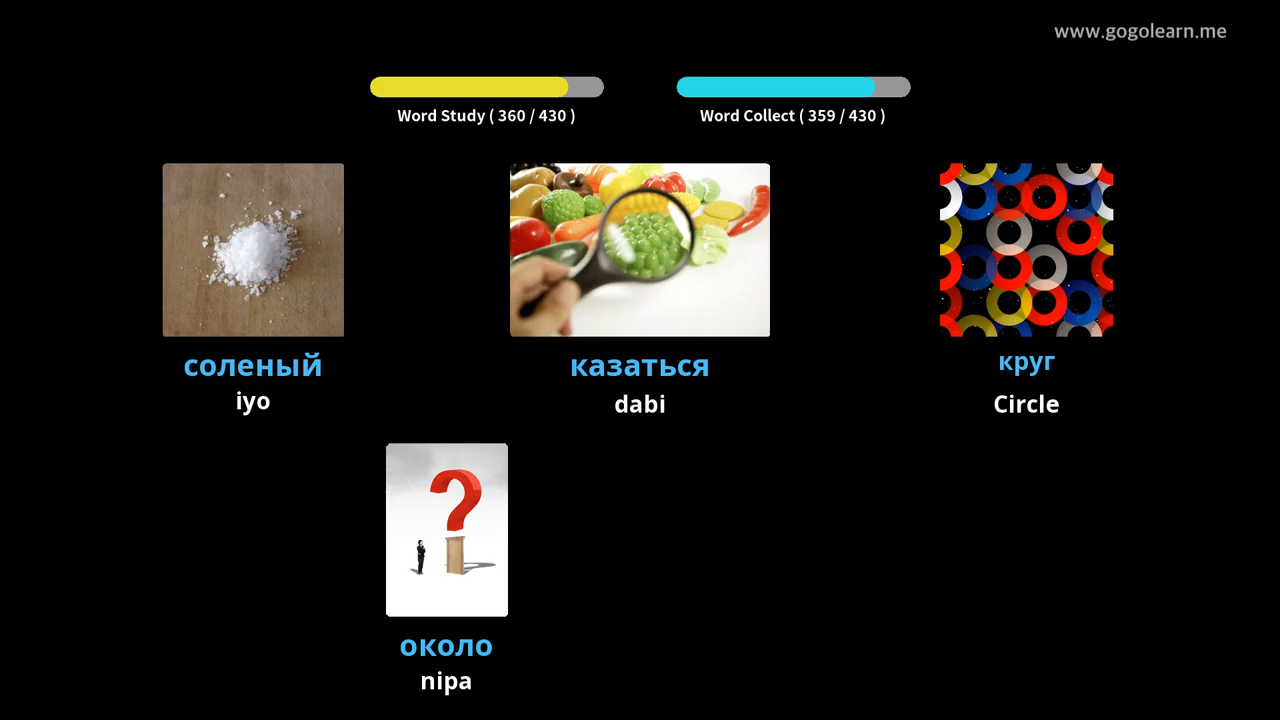 www.gogolearn.me
Word Study ( 360 / 430 )
Word Collect ( 359 / 430 )
соленый
iyo
казаться
dabi
круг
Circle
около
nipa